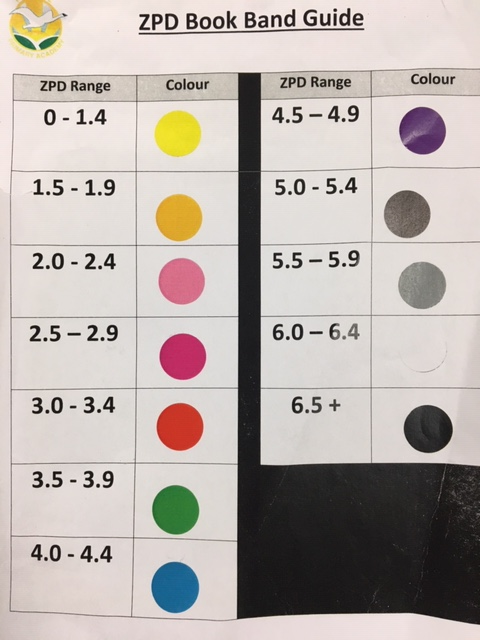 ZPD Book Band Guide
ZPD Range Colour ZPD Range Colour
0 - 1.4 4.5 – 4.9
1.5 - 1.9 5.0 - 5.4
2.0 - 2.4 5.5 – 5.9
2.5 – 2.9 6.0 – 6.4
3.0 - 3.4 6.5 +
3.5 - 3.9
4.0 - 4.4